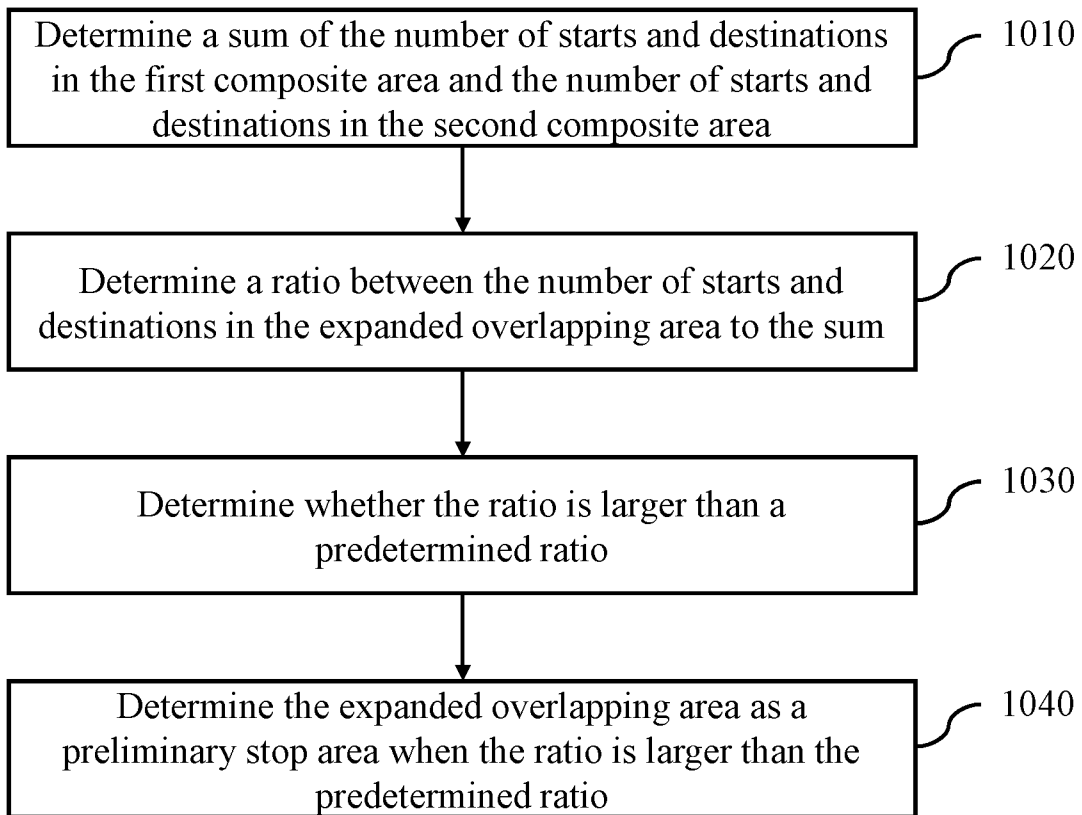 Determine a sum of the number of starts and destinations
in the first composite area and the number of starts and
destinations in the second composite area
1010
Determine a ratio between the number of starts and
destinations in the expanded overlapping area to the sum
1020
Determine whether the ratio is larger than a
predetermined ratio
1030
Determine the expanded overlapping area as a
preliminary stop area when the ratio is larger than the
predetermined ratio
1040